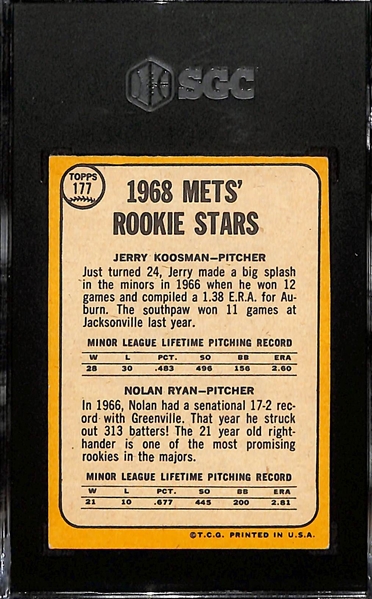 SGC
TOPPS
177
1968 METS'
ROOKIE STARS
JERRY KOOSMAN—PITCHER
Just turned 24, Jerry made a big splash
in the minors in 1966 when he won 12
games and compiled a 1.38 E.R.A. for Au-
burn. The southpaw won 11 games at
Jacksonville last year.
MINOR LEAGUE LIFETIME PITCHING RECORD
W L PCT. SO BB ERA
28 30 .483 496 156 2.60
NOLAN RYAN—PITCHER
In 1966, Nolan had a senational 17-2 rec-
ord with Greenville. That year he struck
out 313 batters! The 21 year old right-
hander is one of the most promising
rookies in the majors.
MINOR LEAGUE LIFETIME PITCHING RECORD
W L PCT. SO BB ERA
21 10 .677 445 200 2.81
©T.C.G. PRINTED IN U.S.A.